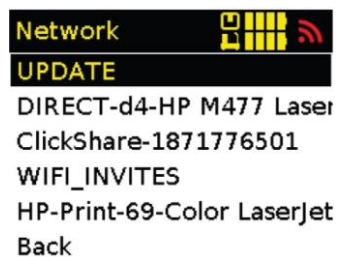 Network
UPDATE
DIRECT-d4-HP M477 Laser
ClickShare-1871776501
WIFI_INVITES
HP-Print-69-Color LaserJet
Back